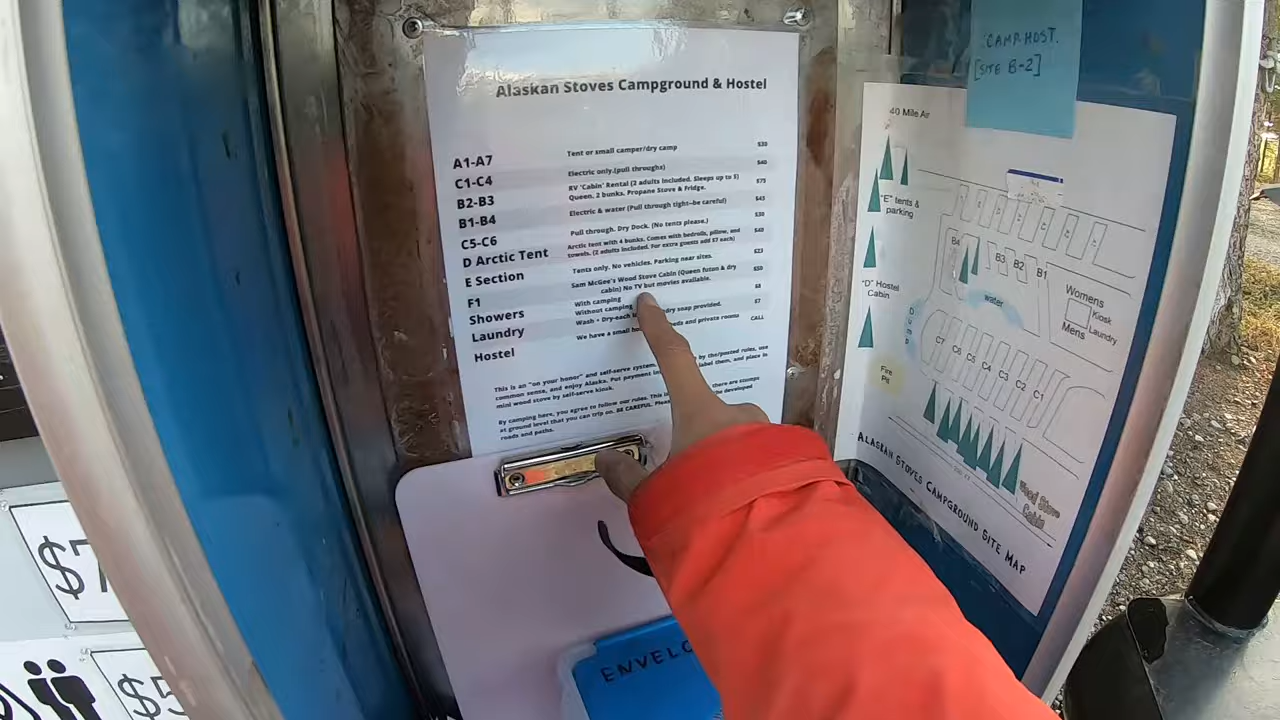 Alaskan Stoves Campground & Hostel
A1-A7 Tent or small camper/dry camp $30
C1-C4 Electric only.(pull throughs) $40
B2-B3 RV 'Cabin' Rental (2 adults included. Sleeps up to 5) $75
Queen, 2 bunks. Propane Stove & Fridge.
B1-B4 Electric & water (Pull through tight-be careful) $45
C5-C6 Pull through. Dry Dock. (No tents please.) $30
D Arctic Tent Arctic tent with 4 bunks. Comes with bedrolls, pillow, and
towels. (2 adults included. For extra guests add $7 each)
E Section Tents only. No vehicles. Parking near sites.
F1 Sam McGee's Wood Stove Cabin (Queen futon & dry
cabin) No TV but movies available.
Showers With camping
Without camping
Laundry Wash + Dry-each dry soap provided. $7
Hostel We have a small and private rooms CALL
This is an "on your honor" and self-serve system. by the/posted rules, use
common sense, and enjoy Alaska. Put payment label them, and place in
mini wood stove by self-serve kiosk.
By camping here, you agree to follow our rules. This there are stumps
at ground level that you can trip on. BE CAREFUL. developed
roads and paths.
ENVELO
CAMP HOST.
[SITE B-2]
40 Mile Air
"E" tents &
parking
B4 B3 B2 B1
"D" Hostel
Cabin
water
Womens
Kiosk
Laundry
Mens
Dump
C7 C6 C5 C4 C3 C2 C1
Fire
Pit
Wood Stove
Cabin
ALASKAN STOVES CAMPGROUND SITE MAP
$7
$5